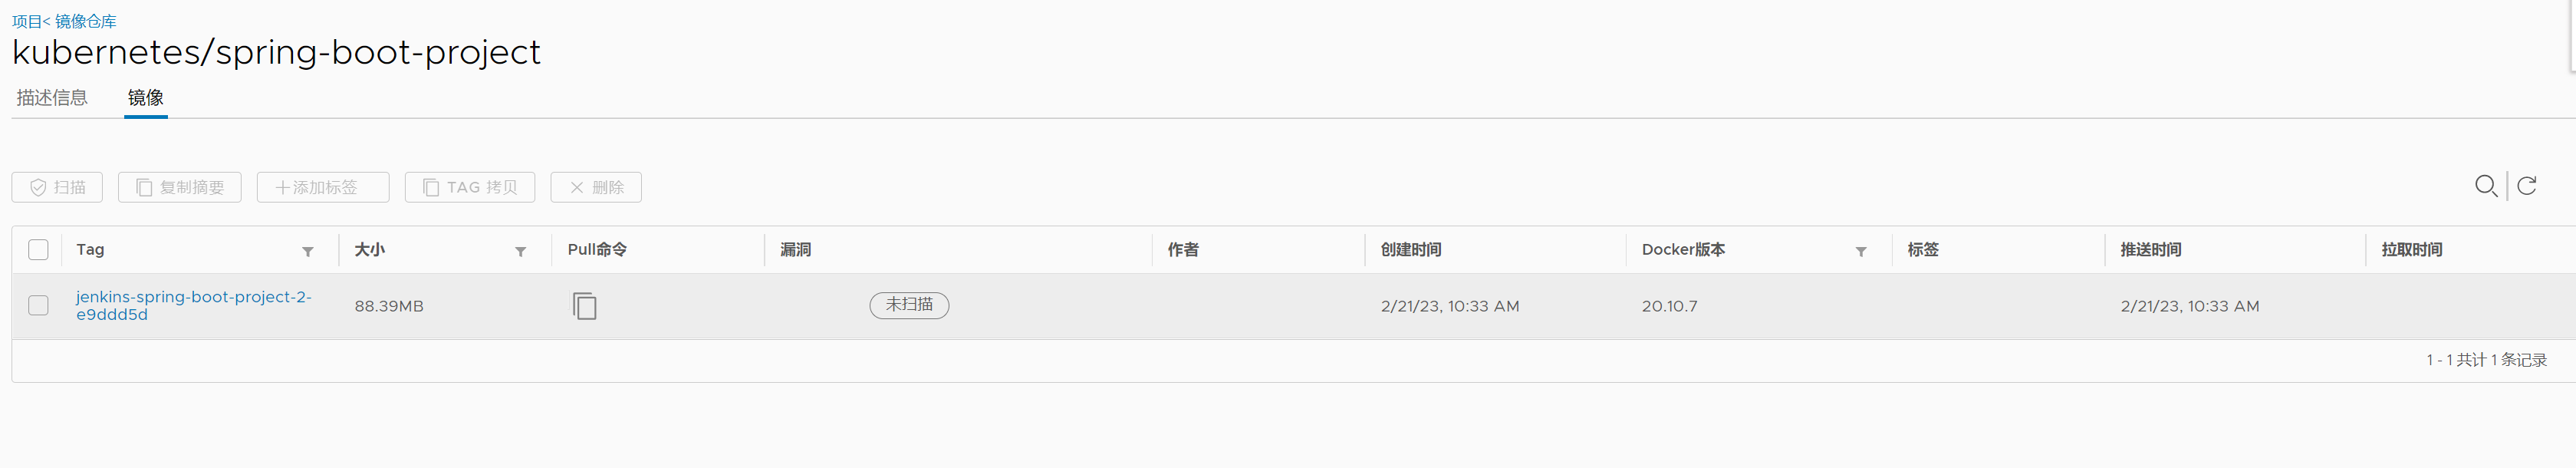 项目< 镜像仓库
kubernetes/spring-boot-project
描述信息 镜像
扫描 复制摘要 +添加标签 TAG 拷贝 × 删除
Tag 大小 Pull命令 漏洞 作者 创建时间 Docker版本 标签 推送时间 拉取时间
jenkins-spring-boot-project-2-
e9ddd5d 88.39MB 未扫描 2/21/23, 10:33 AM 20.10.7 2/21/23, 10:33 AM
1 - 1 共计 1 条记录